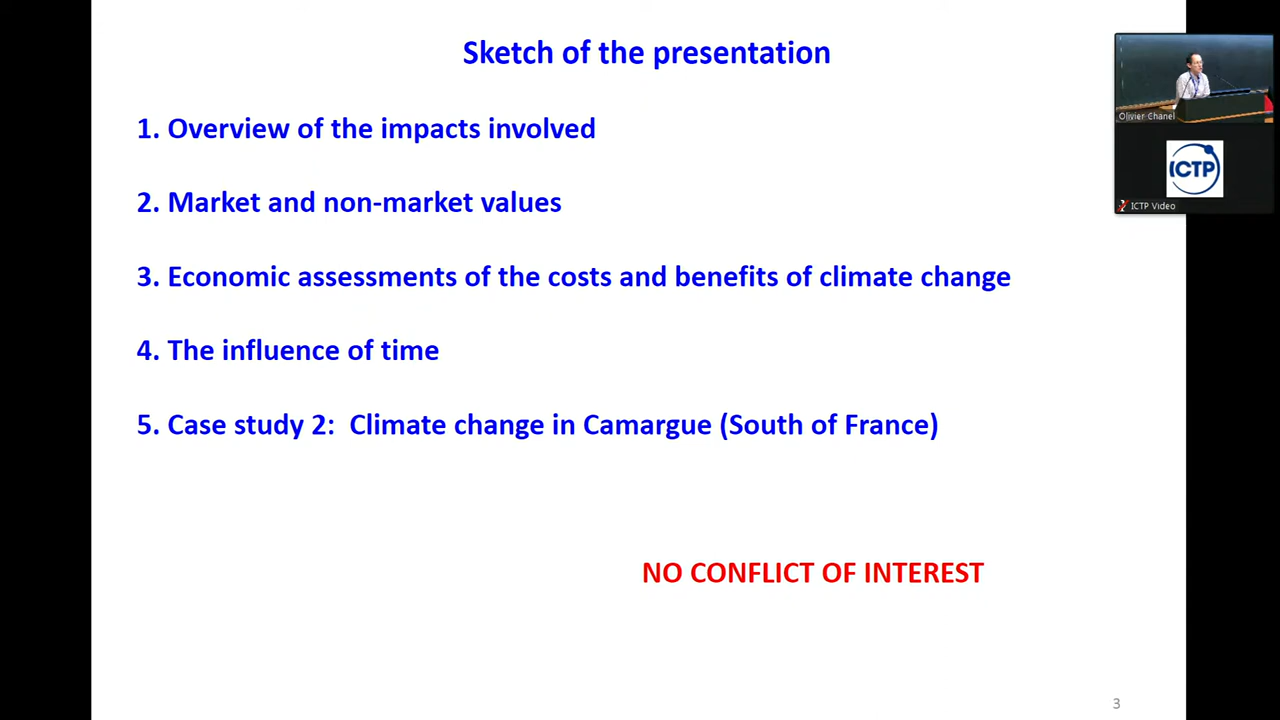 Sketch of the presentation
1. Overview of the impacts involved
2. Market and non-market values
3. Economic assessments of the costs and benefits of climate change
4. The influence of time
5. Case study 2:  Climate change in Camargue (South of France)
NO CONFLICT OF INTEREST
3
Olivier Chanel
ICTP
ICTP Video